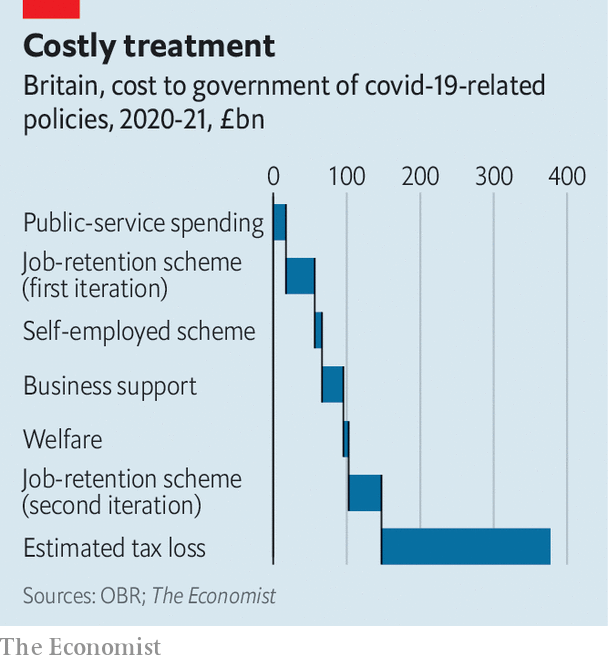 Costly treatment
Britain, cost to government of covid-19-related
policies, 2020-21, £bn
0 100 200 300 400
Public-service spending
Job-retention scheme
(first iteration)
Self-employed scheme
Business support
Welfare
Job-retention scheme
(second iteration)
Estimated tax loss
Sources: OBR; The Economist
The Economist